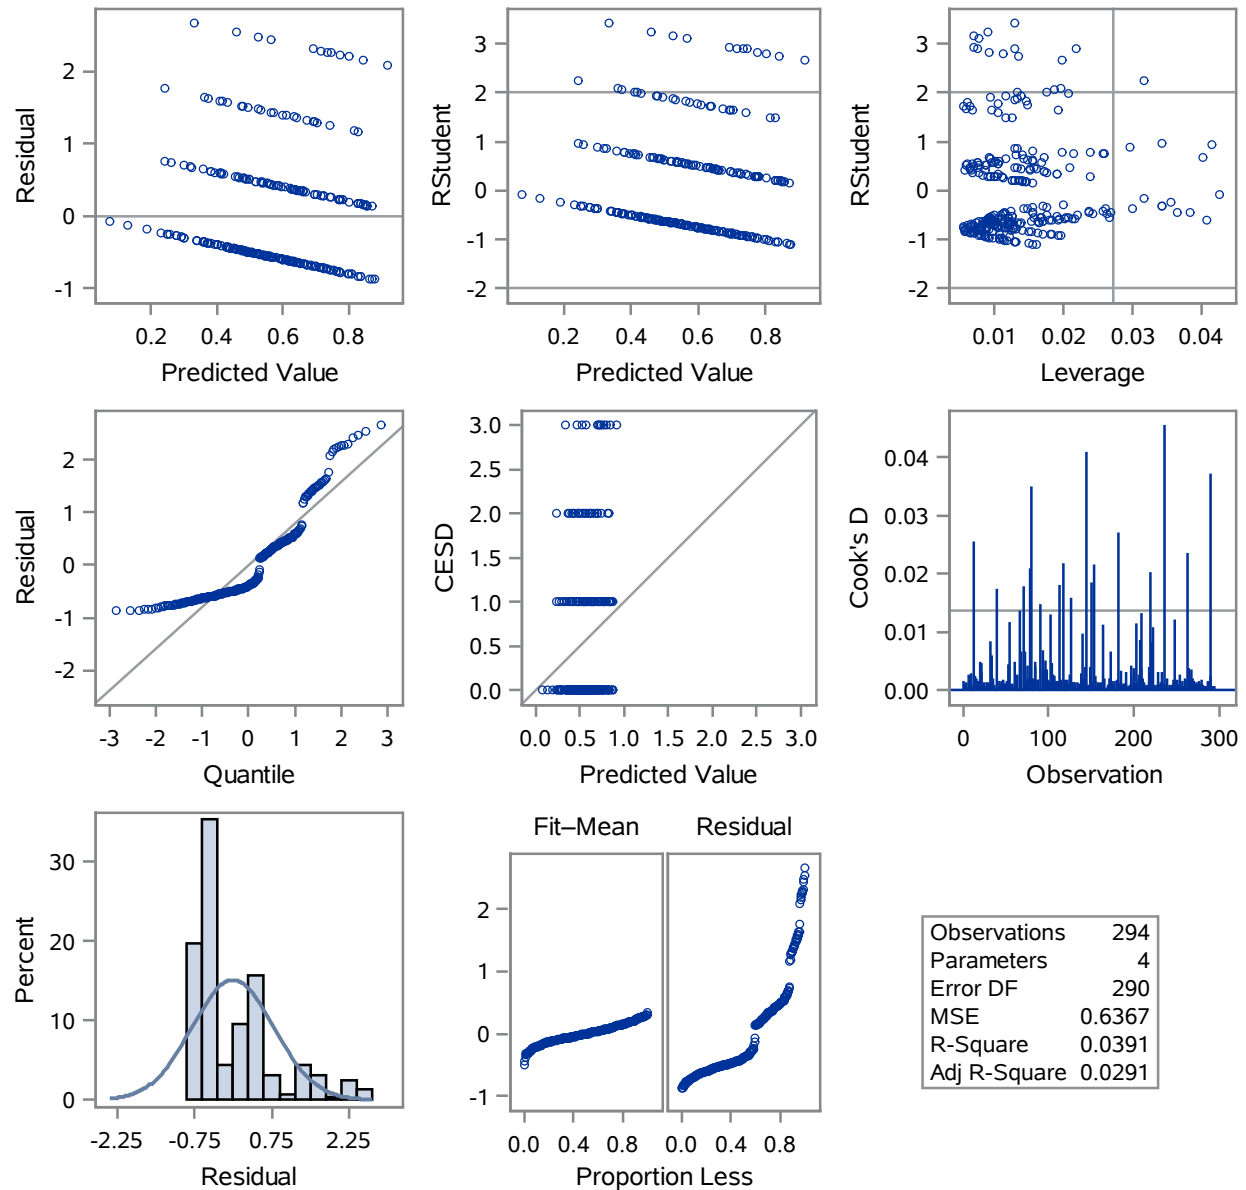 Residual
2
1
0
-1
0.2 0.4 0.6 0.8
Predicted Value
RStudent
3
2
1
0
-1
-2
0.2 0.4 0.6 0.8
Predicted Value
RStudent
3
2
1
0
-1
-2
0.01 0.02 0.03 0.04
Leverage
Residual
2
1
0
-1
-2
-3 -2 -1 0 1 2 3
Quantile
CESD
3.0
2.5
2.0
1.5
1.0
0.5
0.0
0.0 0.5 1.0 1.5 2.0 2.5 3.0
Predicted Value
Cook's D
0.04
0.03
0.02
0.01
0.00
0 100 200 300
Observation
Percent
30
20
10
0
-2.25 -0.75 0.75 2.25
Residual
Fit–Mean Residual
2
1
0
-1
0.0 0.4 0.8 0.0 0.4 0.8
Proportion Less
Observations 294
Parameters 4
Error DF 290
MSE 0.6367
R-Square 0.0391
Adj R-Square 0.0291